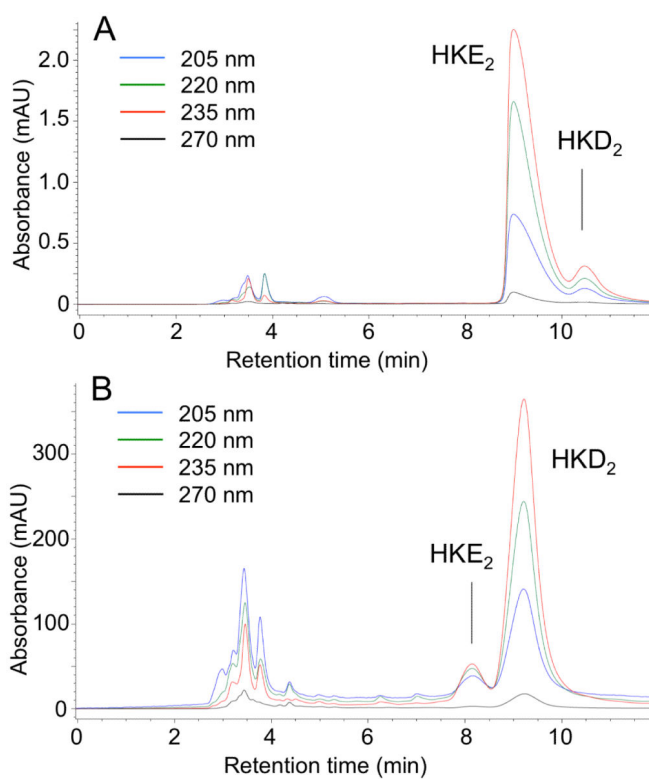 A
205 nm
220 nm
235 nm
270 nm
HKE₂
HKD₂
Absorbance (mAU)
2.0
1.5
1.0
0.5
0
0 2 4 6 8 10
Retention time (min)
B
205 nm
220 nm
235 nm
270 nm
HKD₂
HKE₂
Absorbance (mAU)
300
200
100
50
0
0 2 4 6 8 10
Retention time (min)